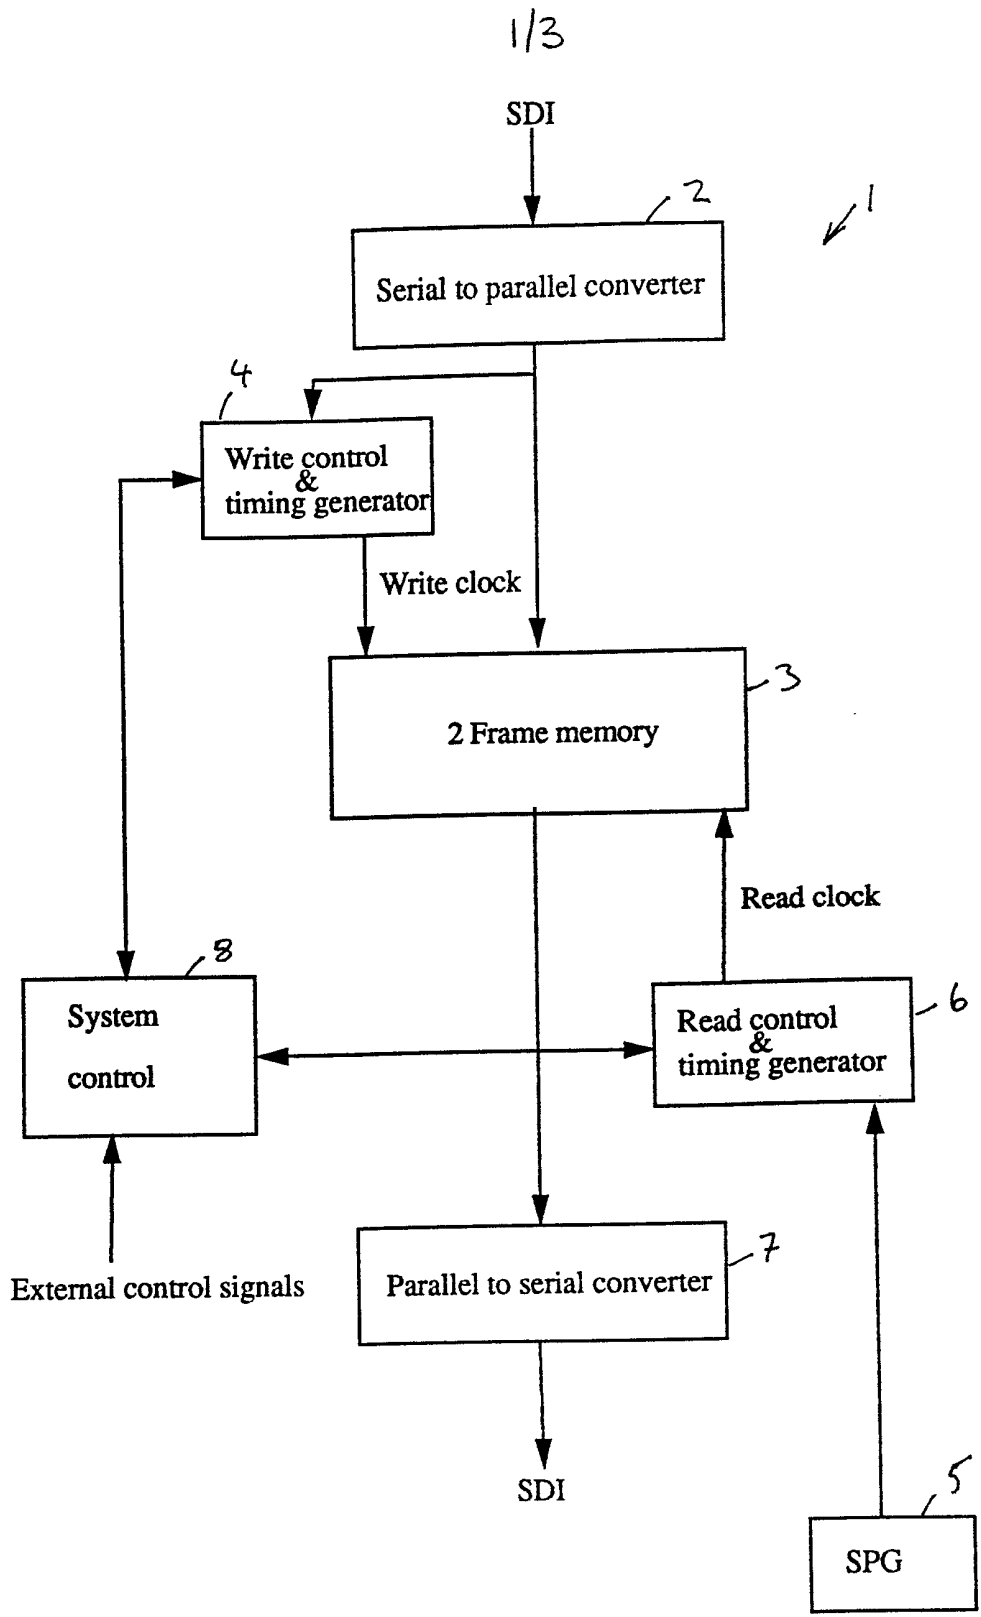 1/3
SDI
2
1
Serial to parallel converter
4
Write control
&
timing generator
Write clock
3
2 Frame memory
Read clock
8
System
control
6
Read control
&
timing generator
External control signals
7
Parallel to serial converter
SDI
5
SPG